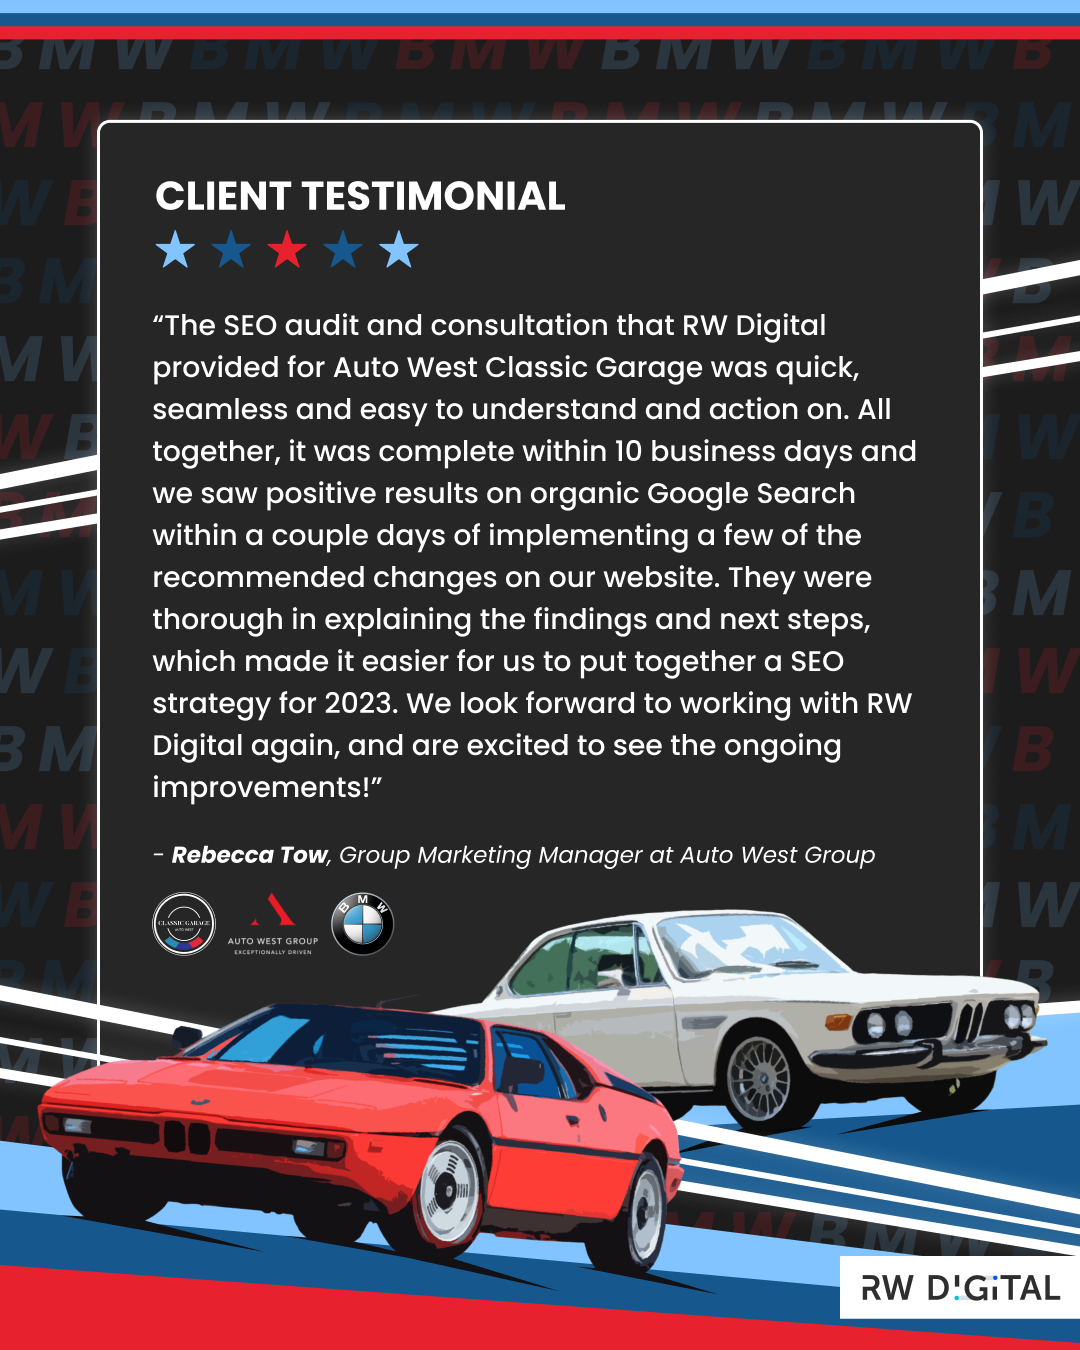 CLIENT TESTIMONIAL
“The SEO audit and consultation that RW Digital
provided for Auto West Classic Garage was quick,
seamless and easy to understand and action on. All
together, it was complete within 10 business days and
we saw positive results on organic Google Search
within a couple days of implementing a few of the
recommended changes on our website. They were
thorough in explaining the findings and next steps,
which made it easier for us to put together a SEO
strategy for 2023. We look forward to working with RW
Digital again, and are excited to see the ongoing
improvements!”
- Rebecca Tow, Group Marketing Manager at Auto West Group
CLASSIC GARAGE
AUTO WEST
AUTO WEST GROUP
EXCEPTIONALLY DRIVEN
BMW
RW DIGITAL